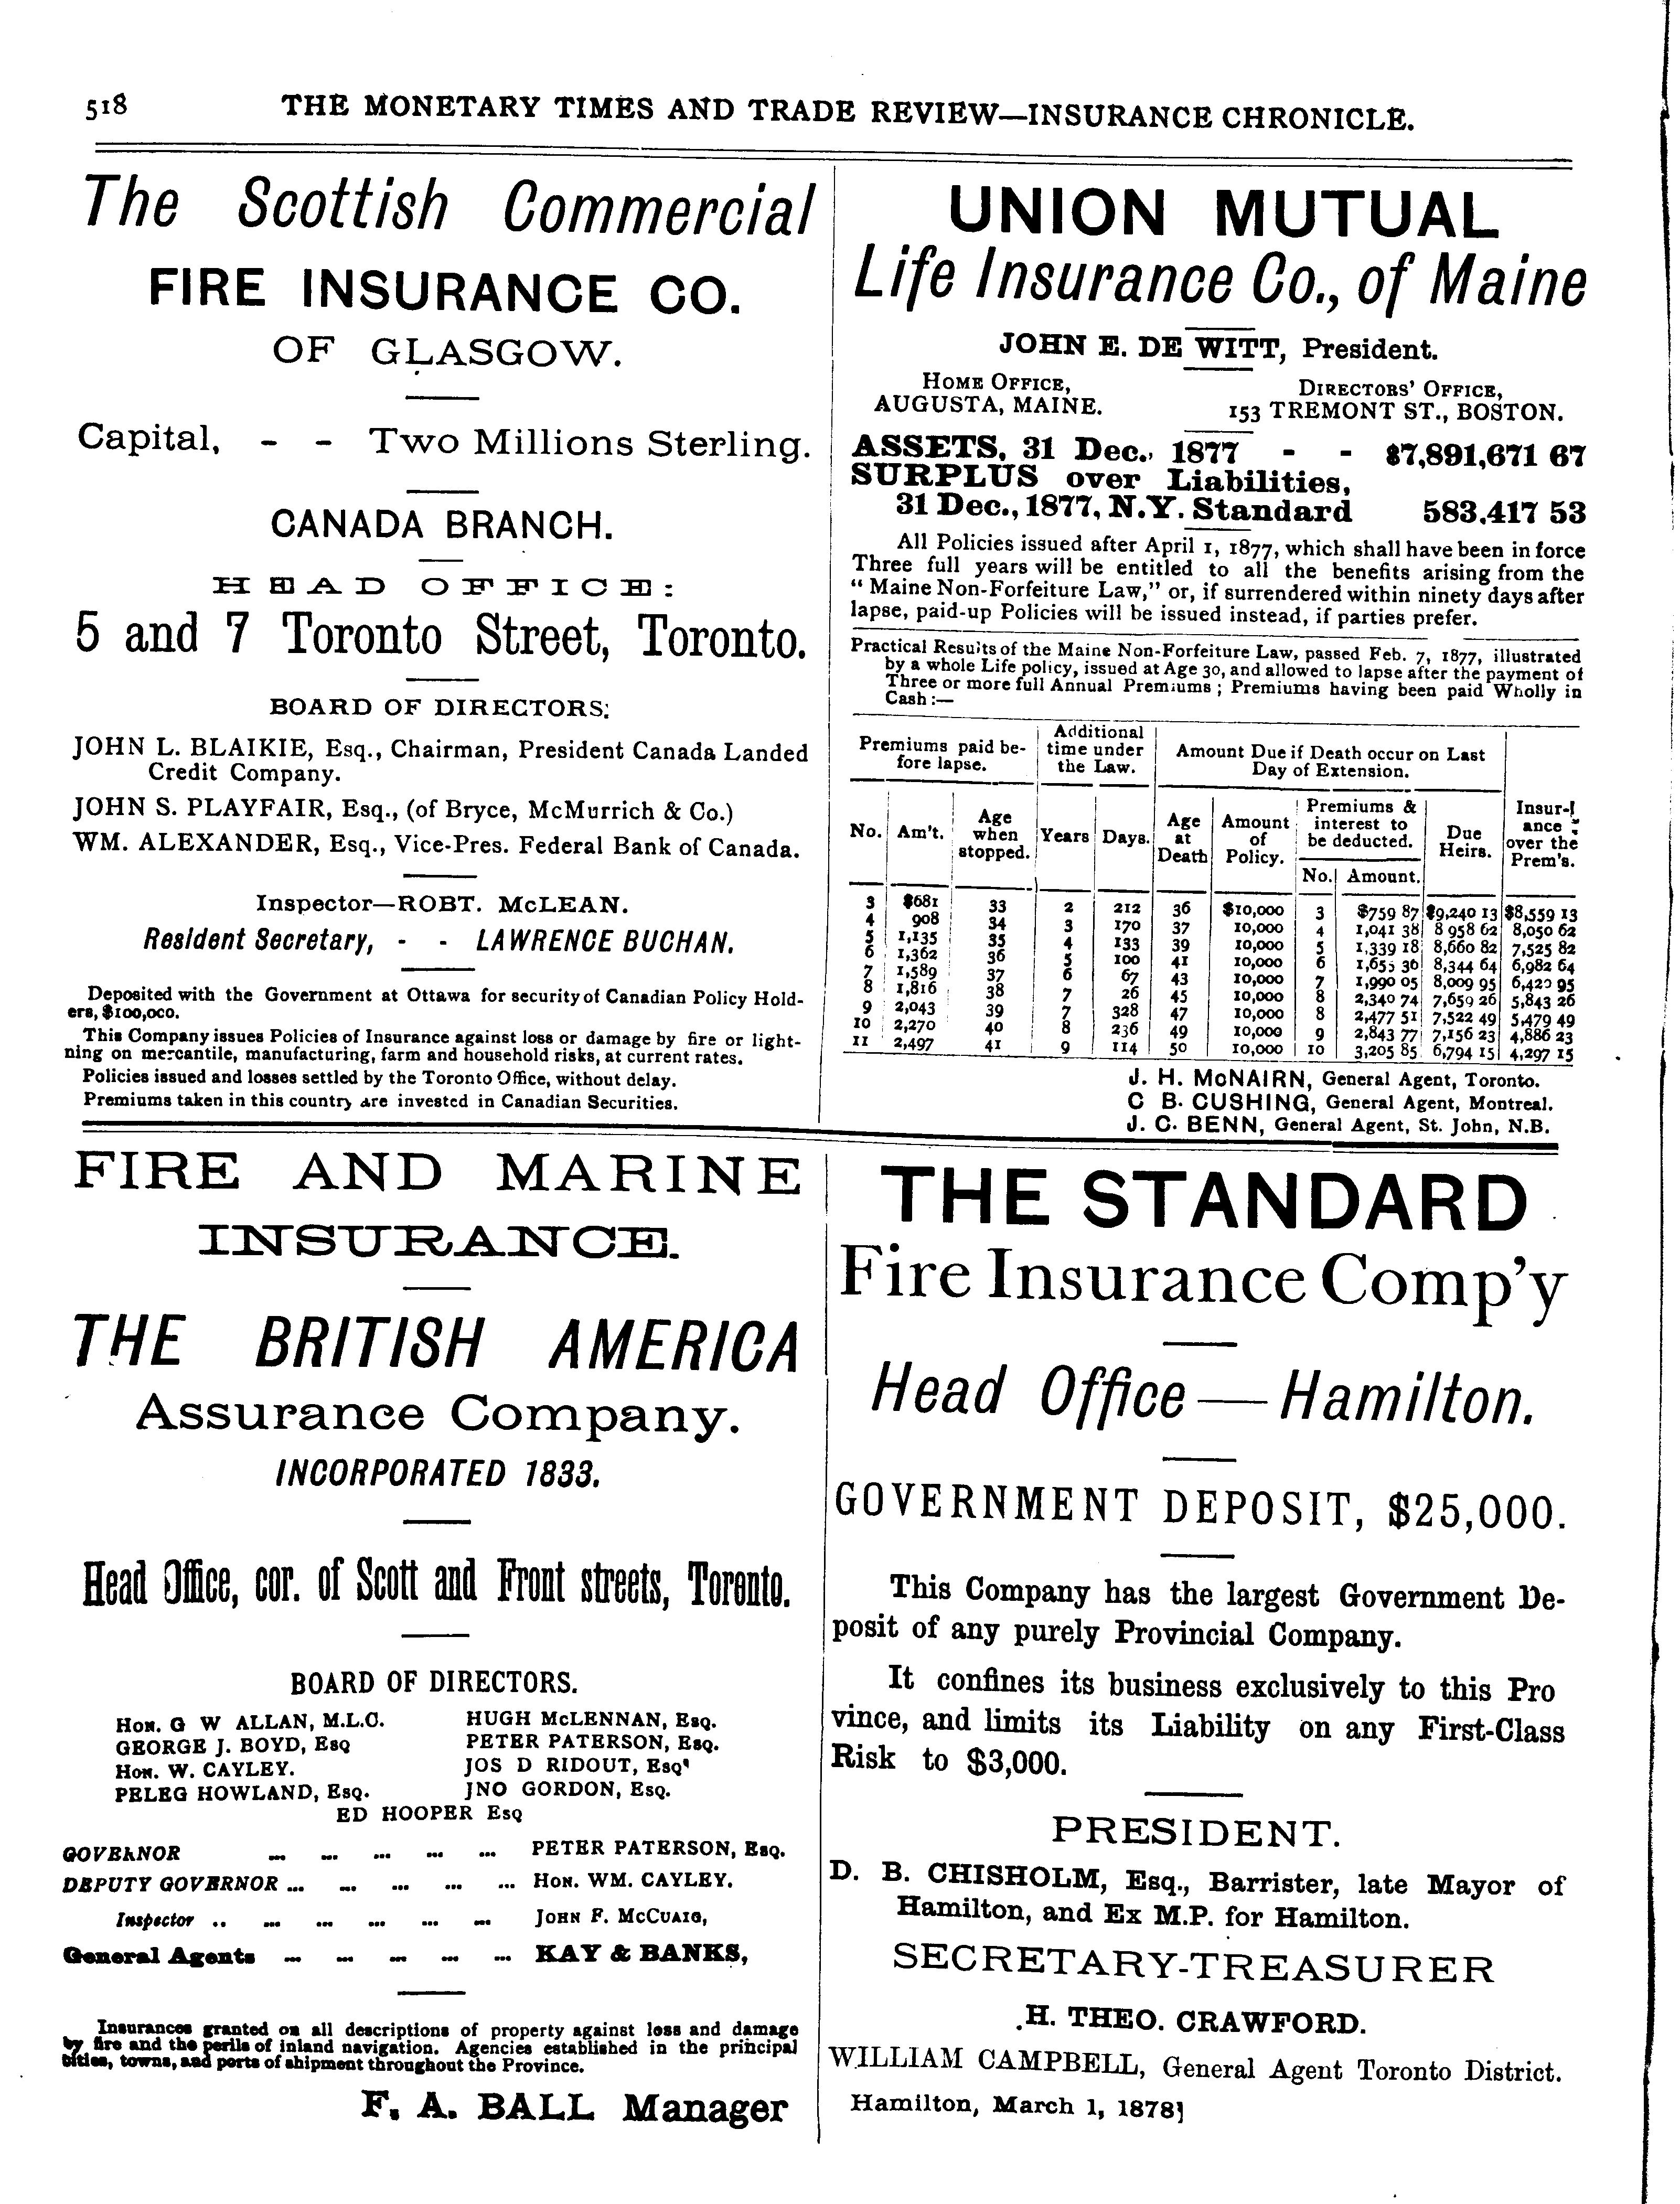 518 THE MONETARY TIMES AND TRADE REVIEW—INSURANCE CHRONICLE.
The Scottish Commercial
FIRE INSURANCE CO.
OF GLASGOW.
Capital, - - Two Millions Sterling.
CANADA BRANCH.
HEAD OFFICE:
5 and 7 Toronto Street, Toronto.
BOARD OF DIRECTORS:
JOHN L. BLAIKIE, Esq., Chairman, President Canada Landed
Credit Company.
JOHN S. PLAYFAIR, Esq., (of Bryce, McMurrich & Co.)
WM. ALEXANDER, Esq., Vice-Pres. Federal Bank of Canada.
Inspector—ROBT. McLEAN.
Resident Secretary, - - LAWRENCE BUCHAN.
Deposited with the Government at Ottawa for security of Canadian Policy Hold-
ers, $100,000.
This Company issues Policies of Insurance against loss or damage by fire or light-
ning on mercantile, manufacturing, farm and household risks, at current rates.
Policies issued and losses settled by the Toronto Office, without delay.
Premiums taken in this country are invested in Canadian Securities.
UNION MUTUAL
Life Insurance Co., of Maine
JOHN E. DE WITT, President.
HOME OFFICE, DIRECTORS' OFFICE,
AUGUSTA, MAINE. 153 TREMONT ST., BOSTON.
ASSETS, 31 Dec., 1877 - - $7,891,671 67
SURPLUS over Liabilities,
31 Dec., 1877, N.Y. Standard 583.417 53
All Policies issued after April 1, 1877, which shall have been in force
Three full years will be entitled to all the benefits arising from the
"Maine Non-Forfeiture Law," or, if surrendered within ninety days after
lapse, paid-up Policies will be issued instead, if parties prefer.
Practical Results of the Maine Non-Forfeiture Law, passed Feb. 7, 1877, illustrated
by a whole Life policy, issued at Age 30, and allowed to lapse after the payment of
Three or more full Annual Premiums; Premiums having been paid Wholly in
Cash:—
Premiums paid be-
fore lapse.
Additional
time under
the Law.
Amount Due if Death occur on Last
Day of Extension.
No. Am't.
Age
when
stopped.
Years Days.
Age
at
Death
Amount
of
Policy.
Premiums &
interest to
be deducted.
No. Amount.
Due
Heirs.
Insur-
ance
over the
Prem's.
3 $681 33 2 212 36 $10,000 3 $759 87 $9,240 13 $8,559 13
4 908 34 3 170 37 10,000 4 1,041 38 8 958 62 8,050 62
5 1,135 35 4 133 39 10,000 5 1,339 18 8,660 82 7,525 82
6 1,362 36 5 100 41 10,000 6 1,655 36 8,344 64 6,982 64
7 1,589 37 6 67 43 10,000 7 1,990 05 8,009 95 6,420 95
8 1,816 38 7 26 45 10,000 8 2,340 74 7,659 26 5,843 26
9 2,043 39 7 328 47 10,000 8 2,477 51 7,522 49 5,479 49
10 2,270 40 8 236 49 10,000 9 2,843 77 7,156 23 4,886 23
11 2,497 41 9 114 50 10,000 10 3,205 85 6,794 15 4,297 15
J. H. McNAIRN, General Agent, Toronto.
C B. CUSHING, General Agent, Montreal.
J. C. BENN, General Agent, St. John, N.B.
FIRE AND MARINE
INSURANCE.
THE BRITISH AMERICA
Assurance Company.
INCORPORATED 1833.
Head Office, cor. of Scott and Front streets, Toronto.
BOARD OF DIRECTORS.
HON. G W ALLAN, M.L.C. HUGH McLENNAN, Esq.
GEORGE J. BOYD, Esq PETER PATERSON, Esq.
HON. W. CAYLEY. JOS D RIDOUT, Esq
PELEG HOWLAND, Esq. JNO GORDON, Esq.
ED HOOPER Esq
GOVERNOR ... ... ... ... ... PETER PATERSON, Esq.
DEPUTY GOVERNOR ... ... ... ... ... HON. WM. CAYLEY.
Inspector .. ... ... ... ... ... JOHN F. McCUAIG,
General Agents ... ... ... ... ... KAY & BANKS,
Insurances granted on all descriptions of property against loss and damage
by fire and the perils of inland navigation. Agencies established in the principal
cities, towns, and ports of shipment throughout the Province.
F. A. BALL Manager
THE STANDARD
Fire Insurance Comp'y
Head Office—Hamilton.
GOVERNMENT DEPOSIT, $25,000.
This Company has the largest Government De-
posit of any purely Provincial Company.
It confines its business exclusively to this Pro
vince, and limits its Liability on any First-Class
Risk to $3,000.
PRESIDENT.
D. B. CHISHOLM, Esq., Barrister, late Mayor of
Hamilton, and Ex M.P. for Hamilton.
SECRETARY-TREASURER
H. THEO. CRAWFORD.
WILLIAM CAMPBELL, General Agent Toronto District.
Hamilton, March 1, 1878]